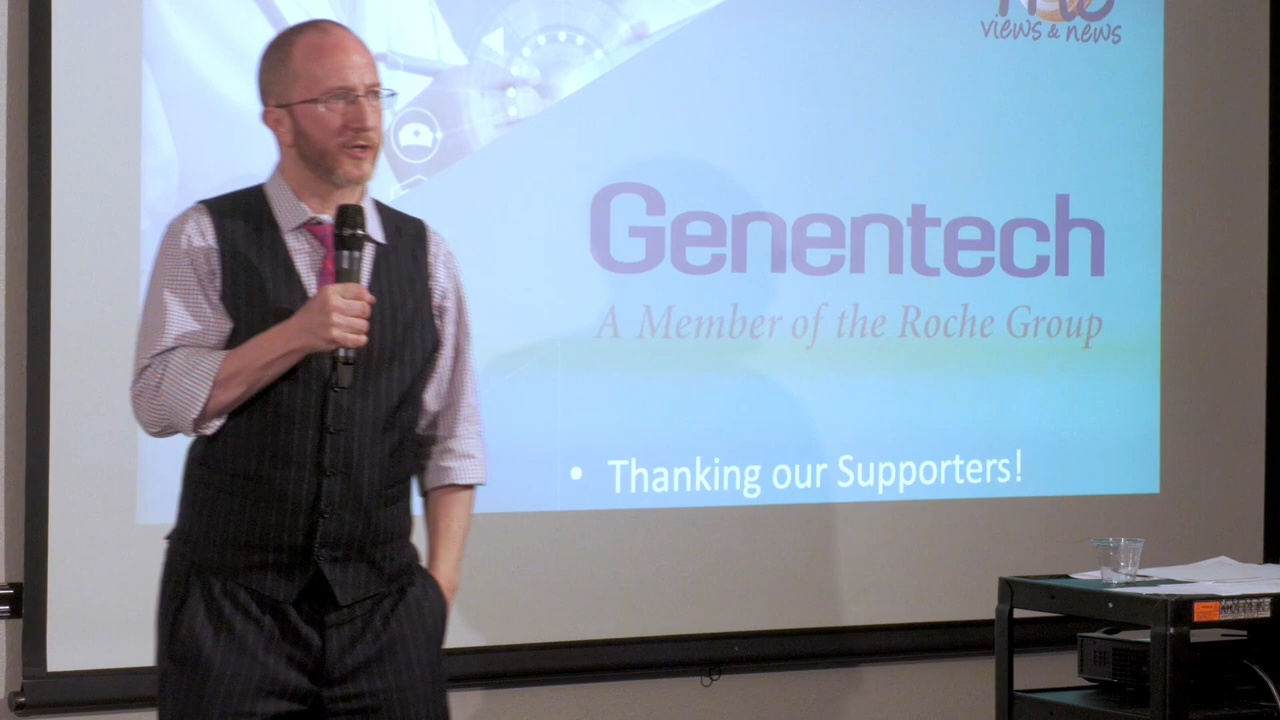 views & news
Genentech
A Member of the Roche Group
• Thanking our Supporters!